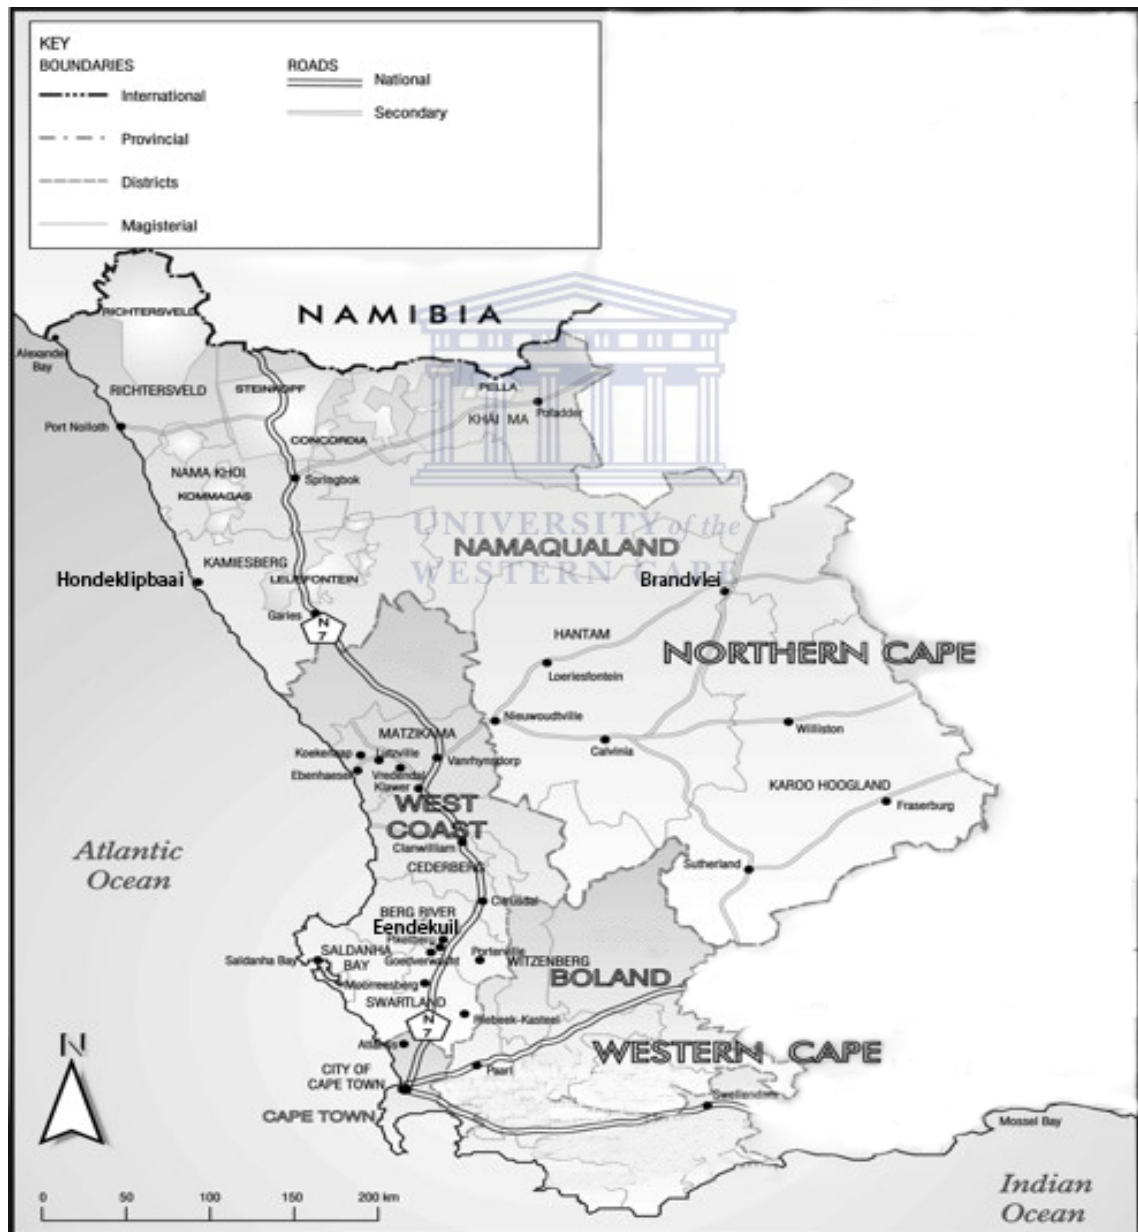 KEY
BOUNDARIES
International
Provincial
Districts
Magisterial
ROADS
National
Secondary
NAMIBIA
RICHTERSVELD
Alexander
Bay
RICHTERSVELD
STEINKOPF
PELLA
KHÂI MA
Pofadder
Port Nolloth
CONCORDIA
NAMA KHOI
Springbok
KOMMAGAS
UNIVERSITY of the
WESTERN CAPE
NAMAQUALAND
KAMIESBERG
Hondeklipbaai
LELIEFONTEIN
Brandvlei
Garies
N
7
HANTAM
NORTHERN CAPE
Loeriesfontein
Nieuwoudtville
MATZIKAMA
Williston
Calvinia
Koekenaap
Lutzville
Vanrhynsdorp
Ebenhaeser
Vredendal
Klawer
KAROO HOOGLAND
WEST
COAST
Fraserburg
Clanwilliam
Atlantic
Ocean
CEDERBERG
Sutherland
Citrusdal
BERG RIVER
Eendekuil
Piketberg
SALDANHA
BAY
Goedverwacht
Porterville
WITZENBERG
Saldanha Bay
BOLAND
Moorreesberg
SWARTLAND
Riebeek-Kasteel
N
7
N
Atlantis
WESTERN CAPE
CITY OF
CAPE TOWN
Paarl
CAPE TOWN
Swellendam
Mossel Bay
0 50 100 150 200 km
Indian
Ocean